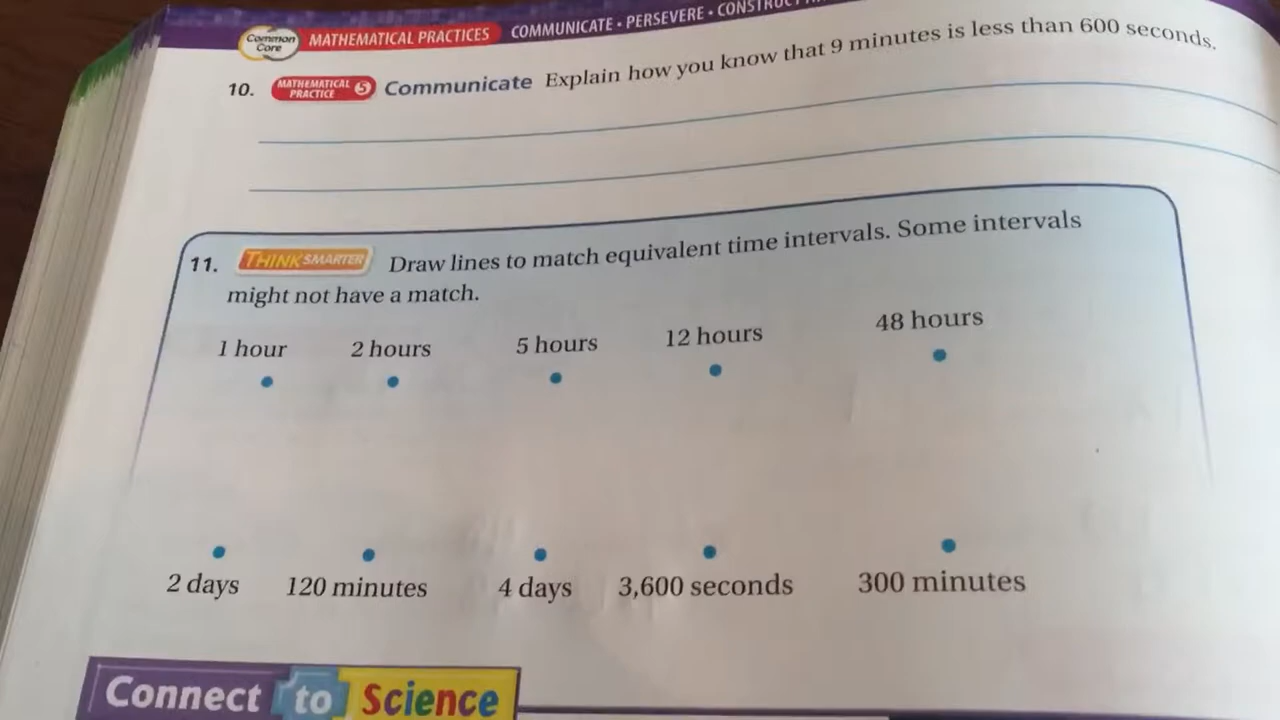 Common Core MATHEMATICAL PRACTICES COMMUNICATE • PERSEVERE •
10. MATHEMATICAL PRACTICE 5 Communicate Explain how you know that 9 minutes is less than 600 seconds.
11. THINK SMARTER Draw lines to match equivalent time intervals. Some intervals
might not have a match.
1 hour 2 hours 5 hours 12 hours 48 hours
2 days 120 minutes 4 days 3,600 seconds 300 minutes
Connect to Science